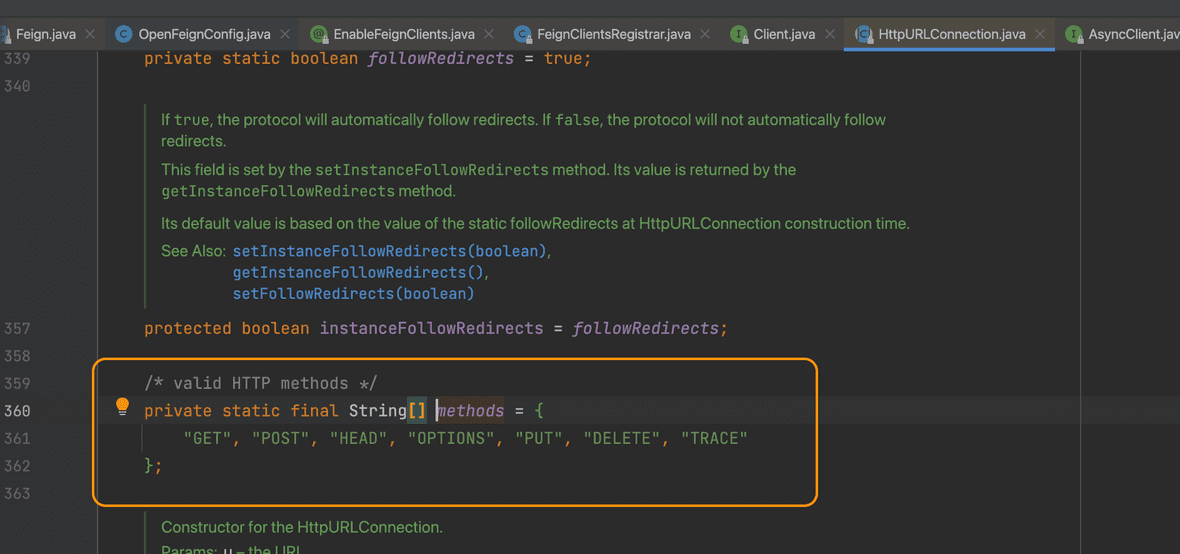 Feign.java OpenFeignConfig.java EnableFeignClients.java FeignClientsRegistrar.java Client.java HttpURLConnection.java AsyncClient.jav
339 private static boolean followRedirects = true;
340
If true, the protocol will automatically follow redirects. If false, the protocol will not automatically follow
redirects.
This field is set by the setInstanceFollowRedirects method. Its value is returned by the
getInstanceFollowRedirects method.
Its default value is based on the value of the static followRedirects at HttpURLConnection construction time.
See Also: setInstanceFollowRedirects(boolean),
getInstanceFollowRedirects(),
setFollowRedirects(boolean)
357 protected boolean instanceFollowRedirects = followRedirects;
358
359 /* valid HTTP methods */
360 private static final String[] methods = {
361 "GET", "POST", "HEAD", "OPTIONS", "PUT", "DELETE", "TRACE"
362 };
363
Constructor for the HttpURLConnection.
Params: u – the URL